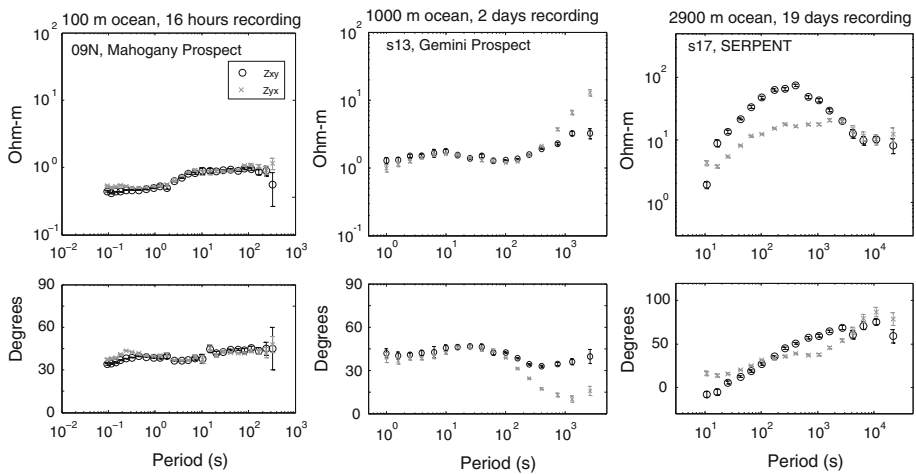 100 m ocean, 16 hours recording
1000 m ocean, 2 days recording
2900 m ocean, 19 days recording
09N, Mahogany Prospect
Zxy
Zyx
Ohm-m
10^2
10^1
10^0
10^-1
10^-2 10^-1 10^0 10^1 10^2 10^3
s13, Gemini Prospect
Ohm-m
10^2
10^1
10^0
10^-1
10^0 10^1 10^2 10^3
s17, SERPENT
Ohm-m
10^2
10^1
10^0
10^1 10^2 10^3 10^4
Degrees
90
60
30
0
10^-2 10^-1 10^0 10^1 10^2 10^3
Period (s)
Degrees
90
60
30
0
10^0 10^1 10^2 10^3
Period (s)
Degrees
100
50
0
10^1 10^2 10^3 10^4
Period (s)